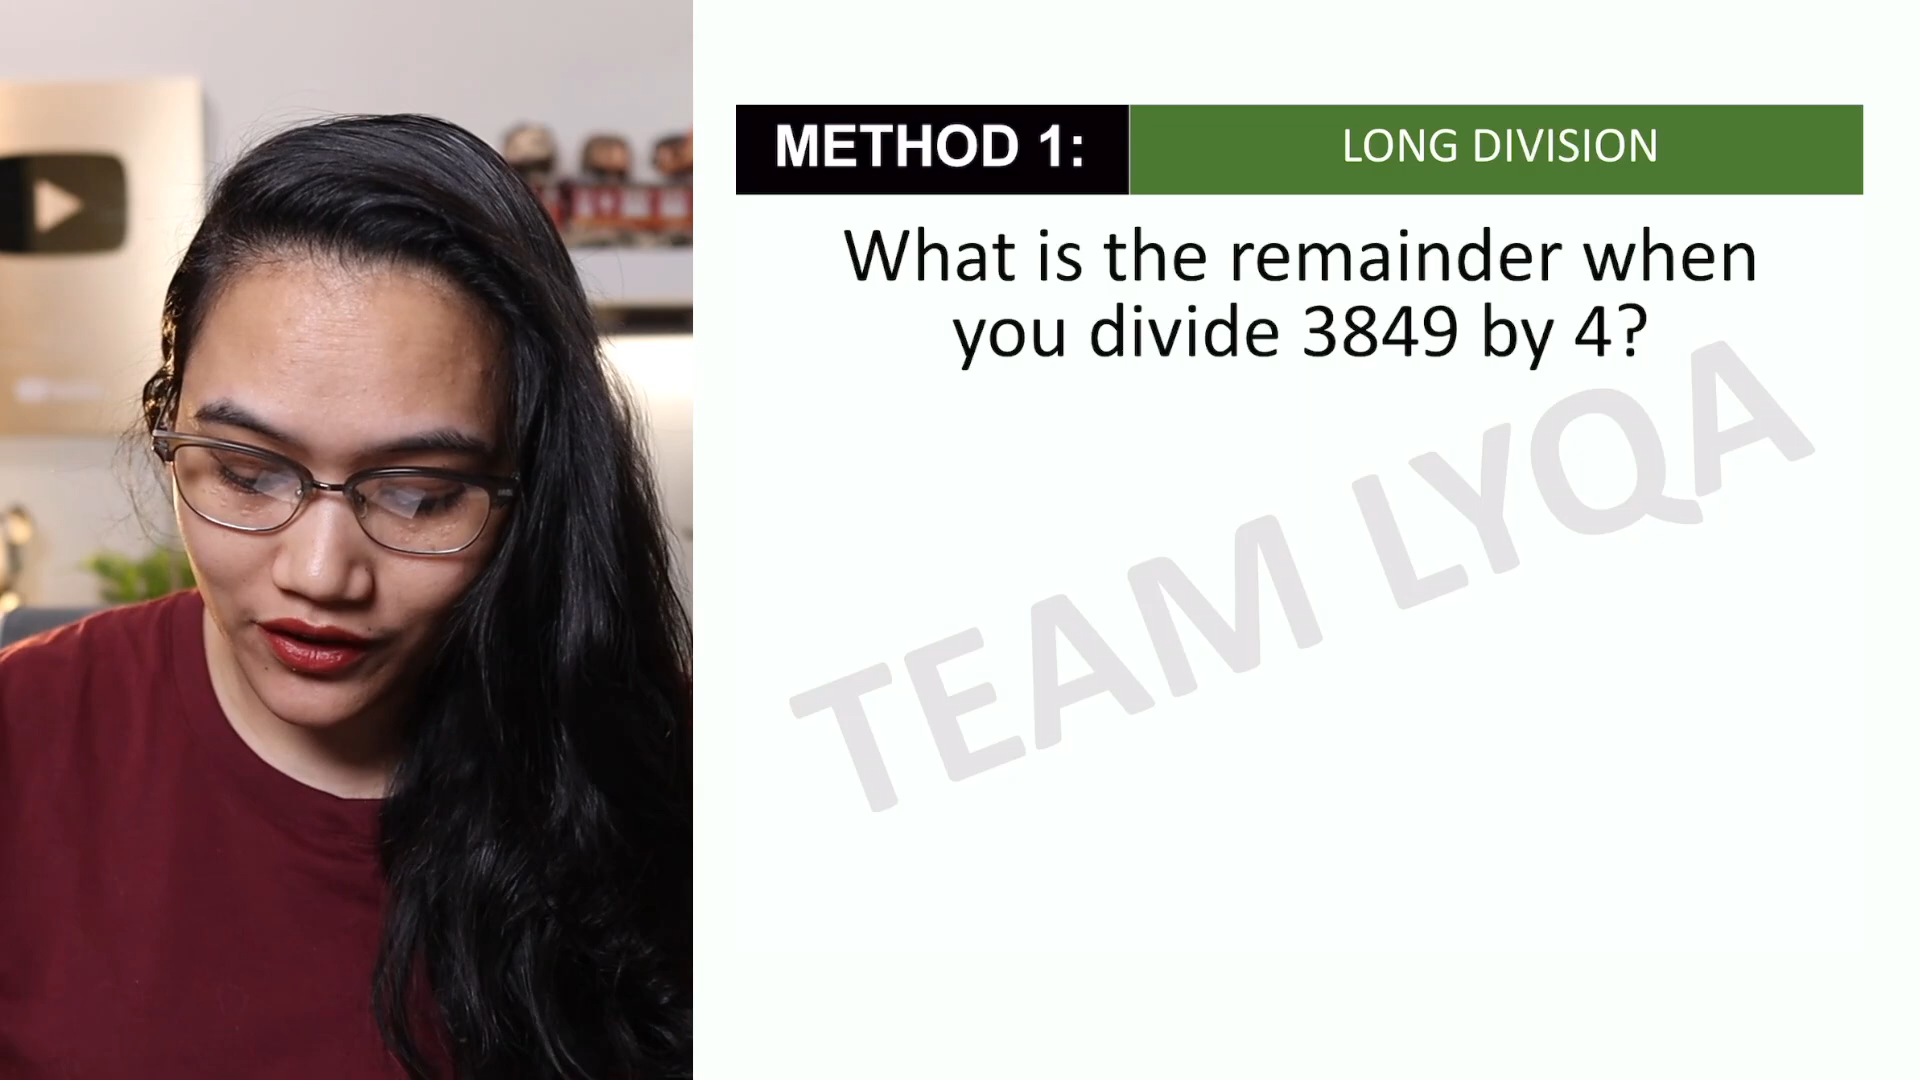 METHOD 1:
LONG DIVISION
What is the remainder when
you divide 3849 by 4?
TEAM LYQA